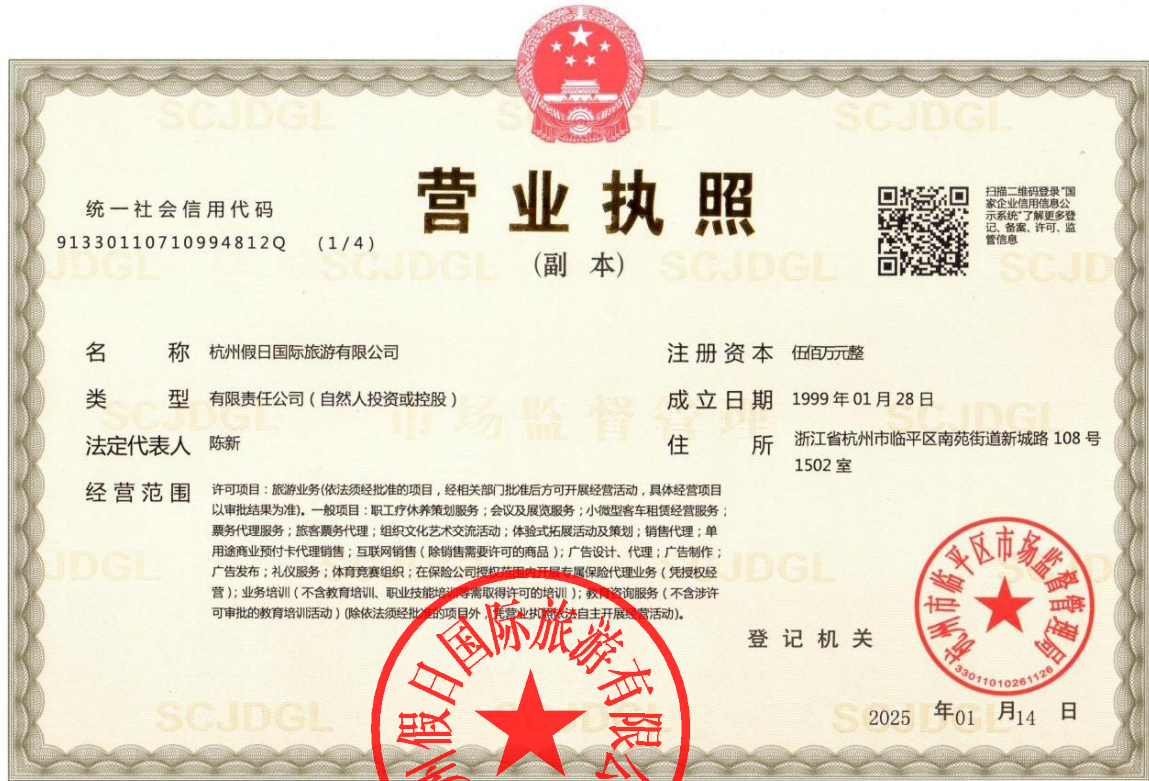 营业执照
(副 本)
统一社会信用代码
91330110710994812Q (1/4)
扫描二维码登录“国
家企业信用信息公
示系统”了解更多登
记、备案、许可、监
管信息
名 称 杭州假日国际旅游有限公司
类 型 有限责任公司（自然人投资或控股）
法定代表人 陈新
经营范围 许可项目：旅游业务(依法须经批准的项目，经相关部门批准后方可开展经营活动，具体经营项目
以审批结果为准)。一般项目：职工疗休养策划服务；会议及展览服务；小微型客车租赁经营服务；
票务代理服务；旅客票务代理；组织文化艺术交流活动；体验式拓展活动及策划；销售代理；单
用途商业预付卡代理销售；互联网销售（除销售需要许可的商品）；广告设计、代理；广告制作；
广告发布；礼仪服务；体育竞赛组织；在保险公司授权范围内开展专属保险代理业务（凭授权经
营）；业务培训（不含教育培训、职业技能培训等需取得许可的培训）；教育咨询服务（不含涉许
可审批的教育培训活动）(除依法须经批准的项目外，凭营业执照依法自主开展经营活动)。
注册资本 伍佰万元整
成立日期 1999年01月28日
住 所 浙江省杭州市临平区南苑街道新城路 108 号
1502 室
登记机关
杭州市临平区市场监督管理局
33011010261126
2025 年01 月14 日
州假日国际旅游有限公
SCJDGL
市场监督管理